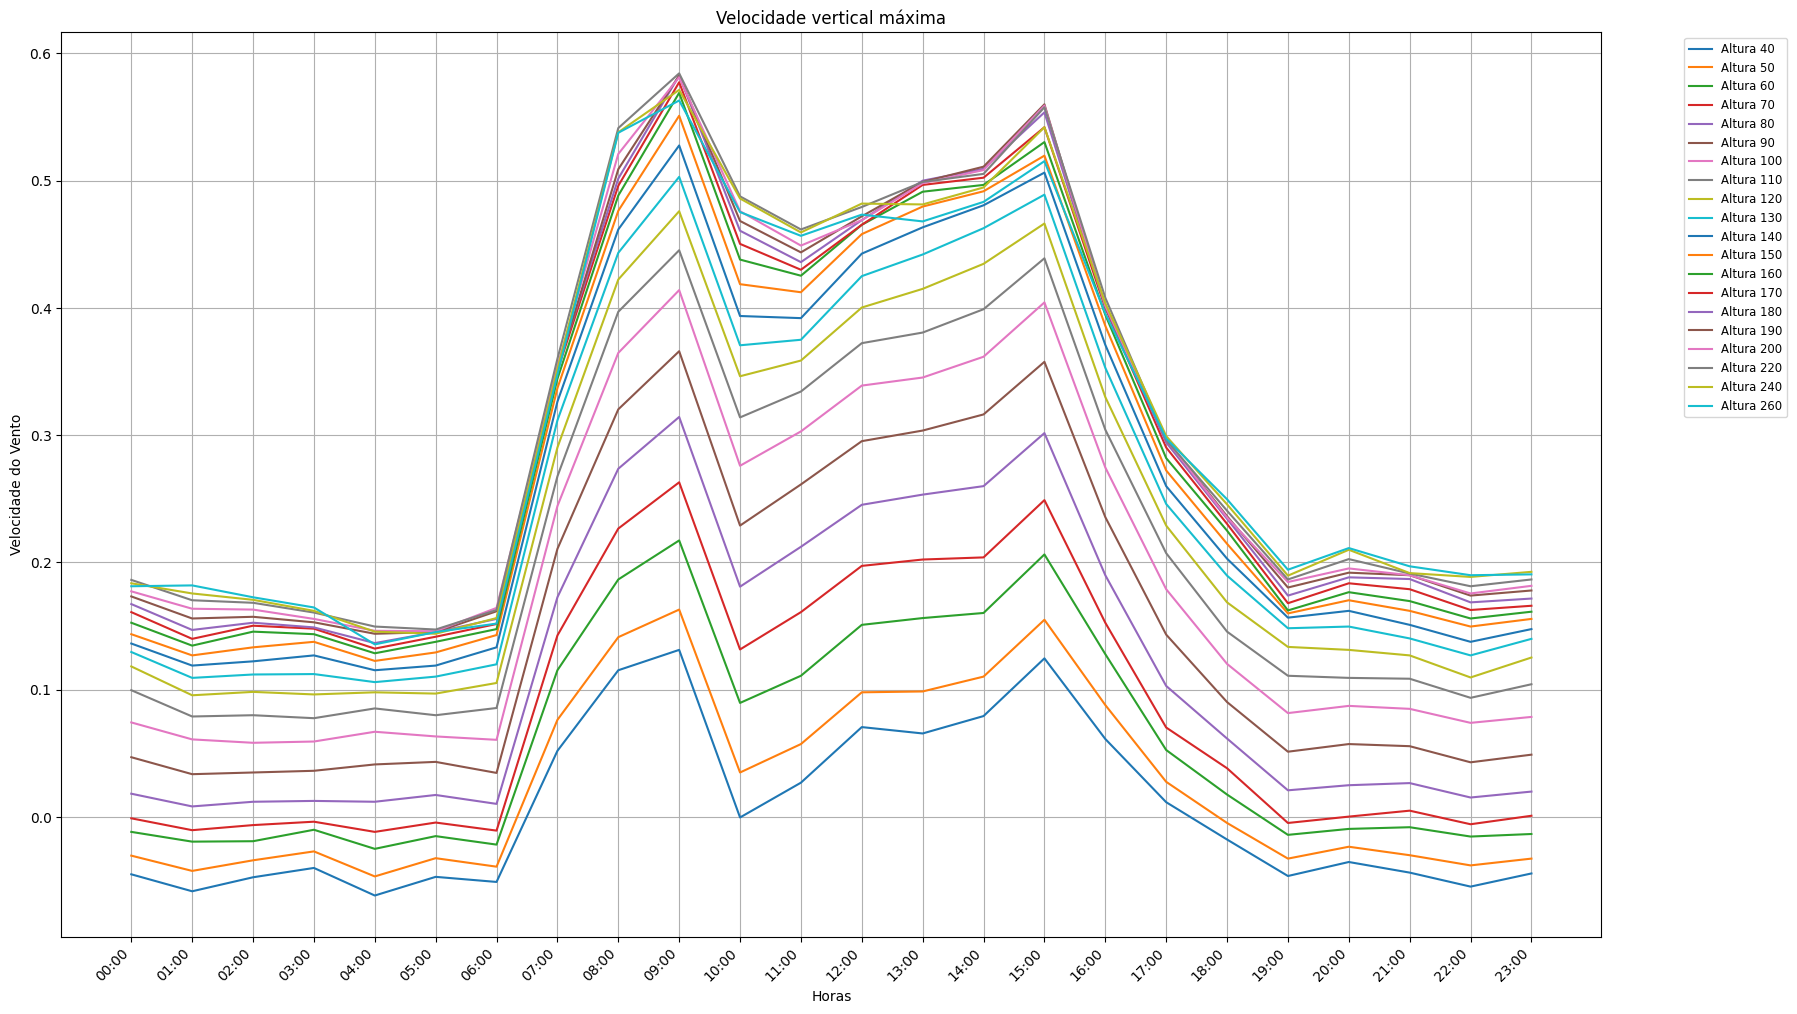 Velocidade vertical máxima
Velocidade do Vento
0.6
0.5
0.4
0.3
0.2
0.1
0.0
00:00
01:00
02:00
03:00
04:00
05:00
06:00
07:00
08:00
09:00
10:00
11:00
12:00
13:00
14:00
15:00
16:00
17:00
18:00
19:00
20:00
21:00
22:00
23:00
Horas
Altura 40
Altura 50
Altura 60
Altura 70
Altura 80
Altura 90
Altura 100
Altura 110
Altura 120
Altura 130
Altura 140
Altura 150
Altura 160
Altura 170
Altura 180
Altura 190
Altura 200
Altura 220
Altura 240
Altura 260